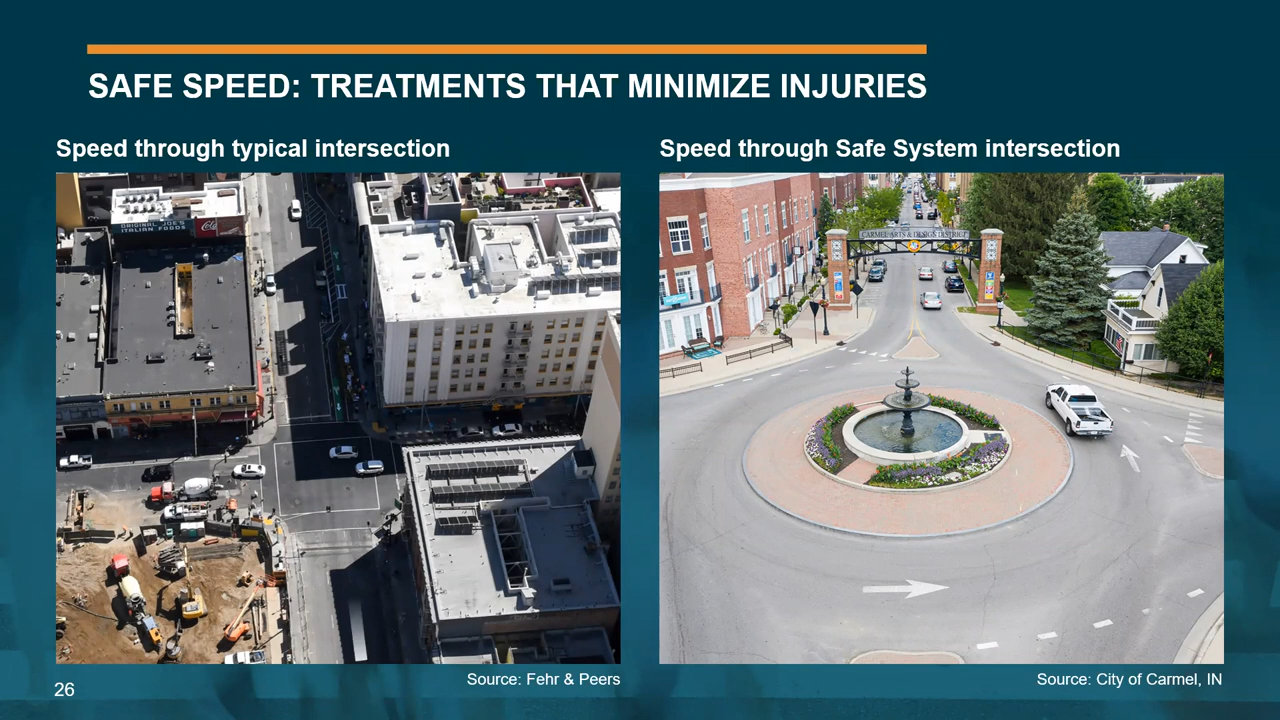 SAFE SPEED: TREATMENTS THAT MINIMIZE INJURIES
Speed through typical intersection
Speed through Safe System intersection
ORIGINAL JOE'S
ITALIAN FOODS
CARMEL ARTS & DESIGN DISTRICT
Source: Fehr & Peers
Source: City of Carmel, IN
26